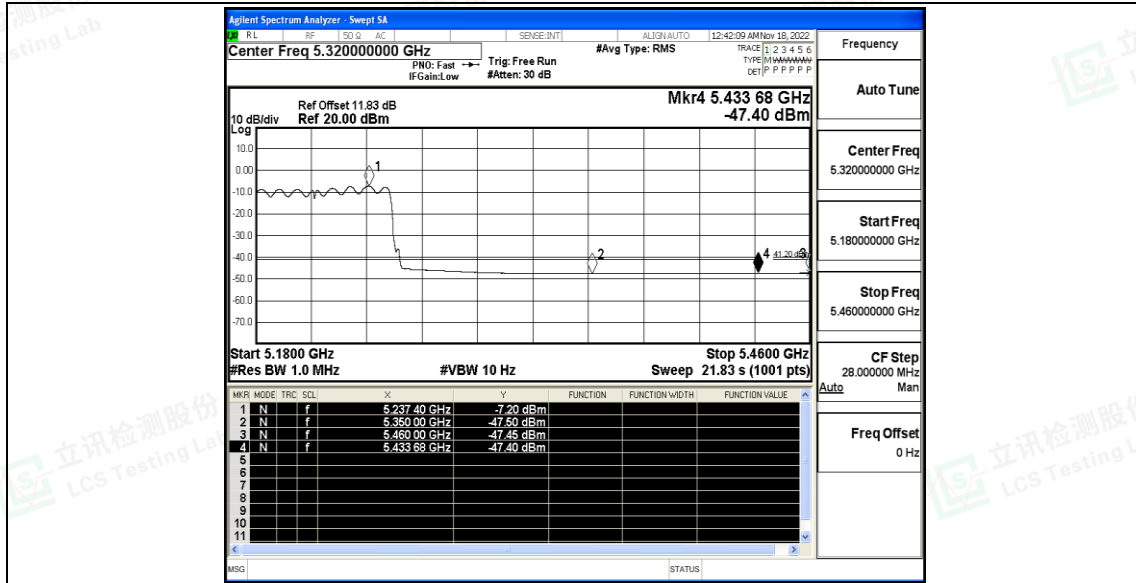 Agilent Spectrum Analyzer - Swept SA
RL RF 50 Ω AC SENSE:INT ALIGN AUTO 12:42:09 AM Nov 18, 2022
Center Freq 5.320000000 GHz
PNO: Fast
IFGain:Low
Trig: Free Run
#Atten: 30 dB
#Avg Type: RMS
TRACE 1 2 3 4 5 6
TYPE M WWWWW
DET P P P P P P
Mkr4 5.433 68 GHz
-47.40 dBm
Ref Offset 11.83 dB
10 dB/div Ref 20.00 dBm
Log
10.0
0.00
-10.0
-20.0
-30.0
-40.0
-50.0
-60.0
-70.0
1
2
4
3
Start 5.1800 GHz Stop 5.4600 GHz
#Res BW 1.0 MHz #VBW 10 Hz Sweep 21.83 s (1001 pts)
MKR MODE TRC SCL X Y FUNCTION FUNCTION WIDTH FUNCTION VALUE
1 N f 5.237 40 GHz -7.20 dBm
2 N f 5.350 00 GHz -47.50 dBm
3 N f 5.460 00 GHz -47.45 dBm
4 N f 5.433 68 GHz -47.40 dBm
5
6
7
8
9
10
11
MSG STATUS
Frequency
Auto Tune
Center Freq
5.320000000 GHz
Start Freq
5.180000000 GHz
Stop Freq
5.460000000 GHz
CF Step
28.000000 MHz
Auto Man
Freq Offset
0 Hz
立讯检测股份
LCS Testing Lab
立讯检测股份
LCS Testing L